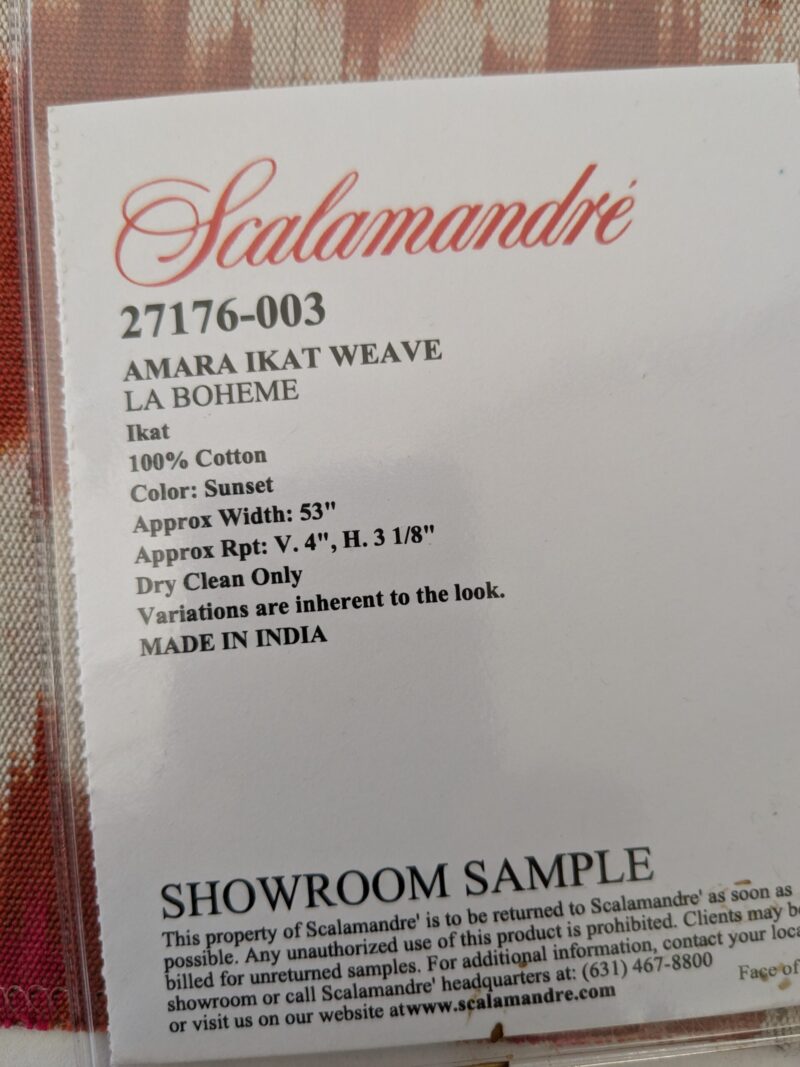 Scalamandré
27176-003
AMARA IKAT WEAVE
LA BOHEME
Ikat
100% Cotton
Color: Sunset
Approx Width: 53"
Approx Rpt: V. 4", H. 3 1/8"
Dry Clean Only
Variations are inherent to the look.
MADE IN INDIA
SHOWROOM SAMPLE
This property of Scalamandre' is to be returned to Scalamandre' as soon as
possible. Any unauthorized use of this product is prohibited. Clients may
billed for unreturned samples. For additional information, contact your
showroom or call Scalamandre' headquarters at: (631) 467-8800
or visit us on our website at www.scalamandre.com
Face of